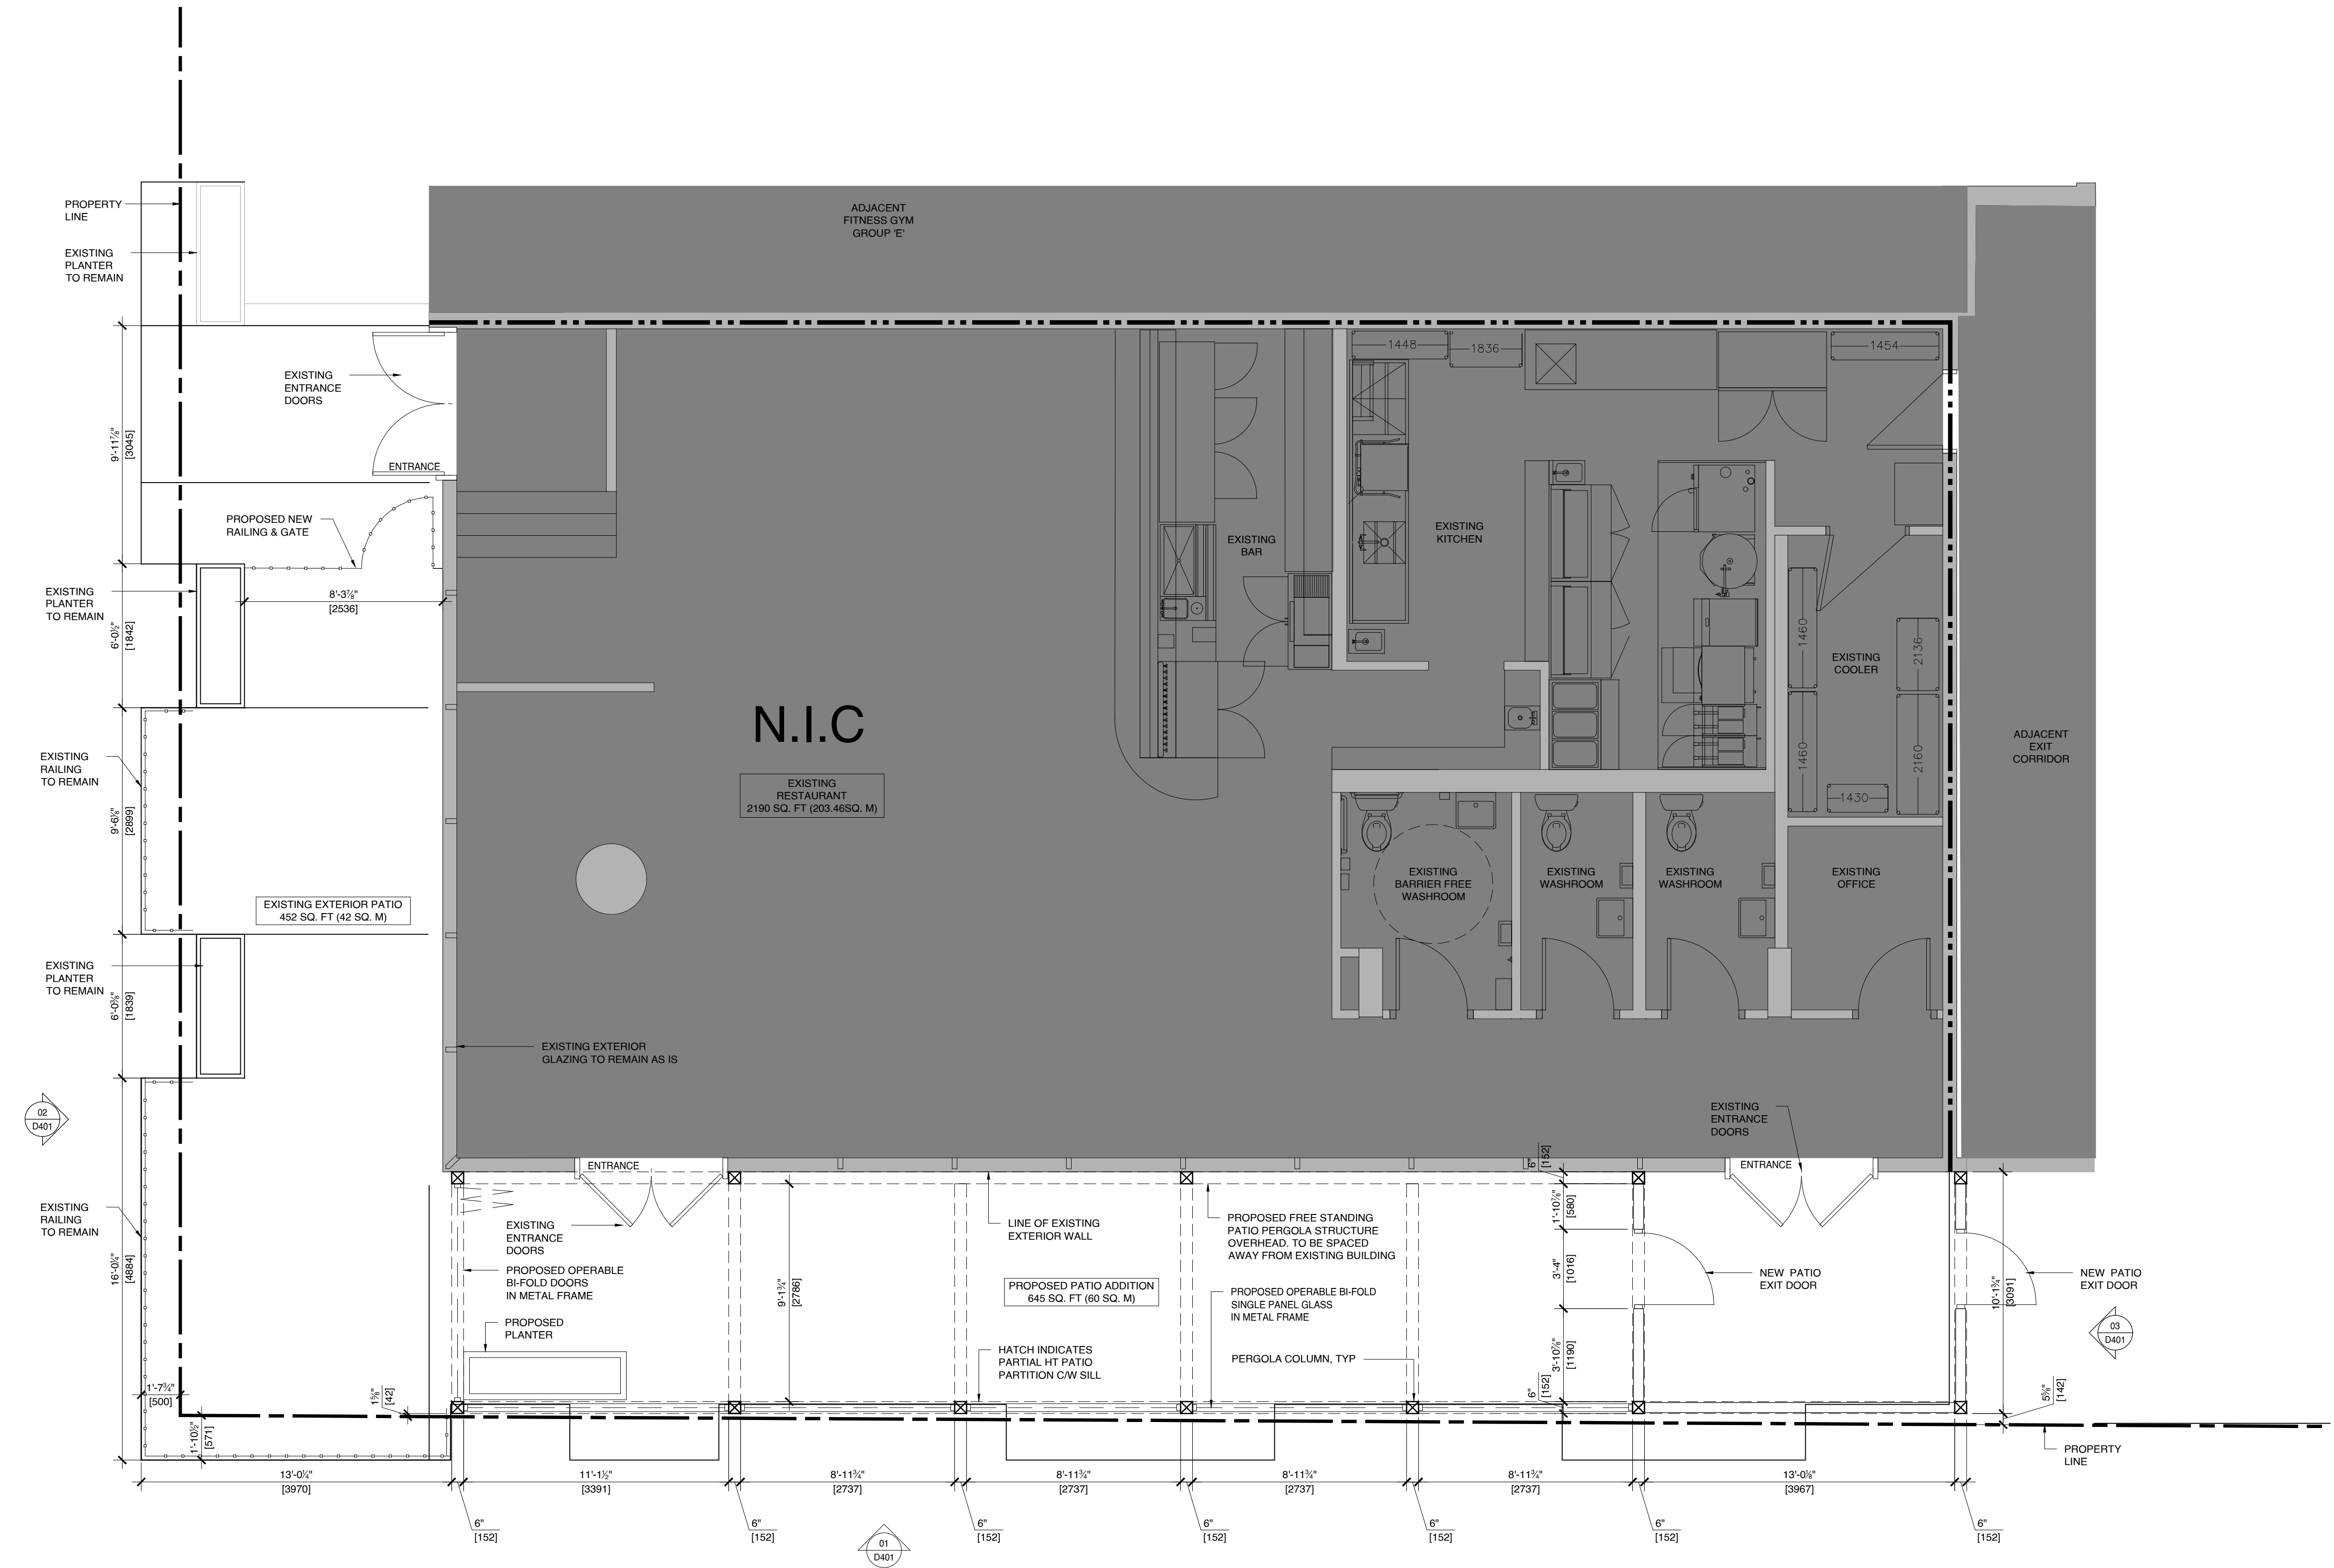 ADJACENT
FITNESS GYM
GROUP 'E'
PROPERTY
LINE
EXISTING
PLANTER
TO REMAIN
1448
1836
1454
EXISTING
ENTRANCE
DOORS
9'-11⅞"
[3045]
ENTRANCE
PROPOSED NEW
RAILING & GATE
EXISTING
BAR
EXISTING
KITCHEN
EXISTING
PLANTER
TO REMAIN
8'-3⅞"
[2536]
6'-0½"
[1842]
1460
2136
EXISTING
COOLER
N.I.C
EXISTING
RESTAURANT
2190 SQ. FT (203.46SQ. M)
ADJACENT
EXIT
CORRIDOR
EXISTING
RAILING
TO REMAIN
1460
2160
1430
9'-6⅛"
[2899]
EXISTING EXTERIOR PATIO
452 SQ. FT (42 SQ. M)
EXISTING
BARRIER FREE
WASHROOM
EXISTING
WASHROOM
EXISTING
WASHROOM
EXISTING
OFFICE
EXISTING
PLANTER
TO REMAIN
6'-0⅜"
[1839]
EXISTING EXTERIOR
GLAZING TO REMAIN AS IS
02
D401
EXISTING
ENTRANCE
DOORS
ENTRANCE
ENTRANCE
6"
[152]
EXISTING
RAILING
TO REMAIN
16'-0¼"
[4884]
EXISTING
ENTRANCE
DOORS
LINE OF EXISTING
EXTERIOR WALL
PROPOSED FREE STANDING
PATIO PERGOLA STRUCTURE
OVERHEAD. TO BE SPACED
AWAY FROM EXISTING BUILDING
1'-10⅞"
[580]
PROPOSED OPERABLE
BI-FOLD DOORS
IN METAL FRAME
9'-1¾"
[2786]
PROPOSED PATIO ADDITION
645 SQ. FT (60 SQ. M)
PROPOSED OPERABLE BI-FOLD
SINGLE PANEL GLASS
IN METAL FRAME
3'-4"
[1016]
NEW PATIO
EXIT DOOR
10'-1¾"
[3091]
NEW PATIO
EXIT DOOR
PROPOSED
PLANTER
03
D401
HATCH INDICATES
PARTIAL HT PATIO
PARTITION C/W SILL
PERGOLA COLUMN, TYP
3'-10⅞"
[1190]
1'-7¾"
[500]
1⅝"
[42]
6"
[152]
5⅝"
[142]
1'-10½"
[571]
PROPERTY
LINE
13'-0¼"
[3970]
11'-1½"
[3391]
8'-11¾"
[2737]
8'-11¾"
[2737]
8'-11¾"
[2737]
8'-11¾"
[2737]
13'-0⅛"
[3967]
6"
[152]
6"
[152]
6"
[152]
6"
[152]
6"
[152]
6"
[152]
6"
[152]
01
D401